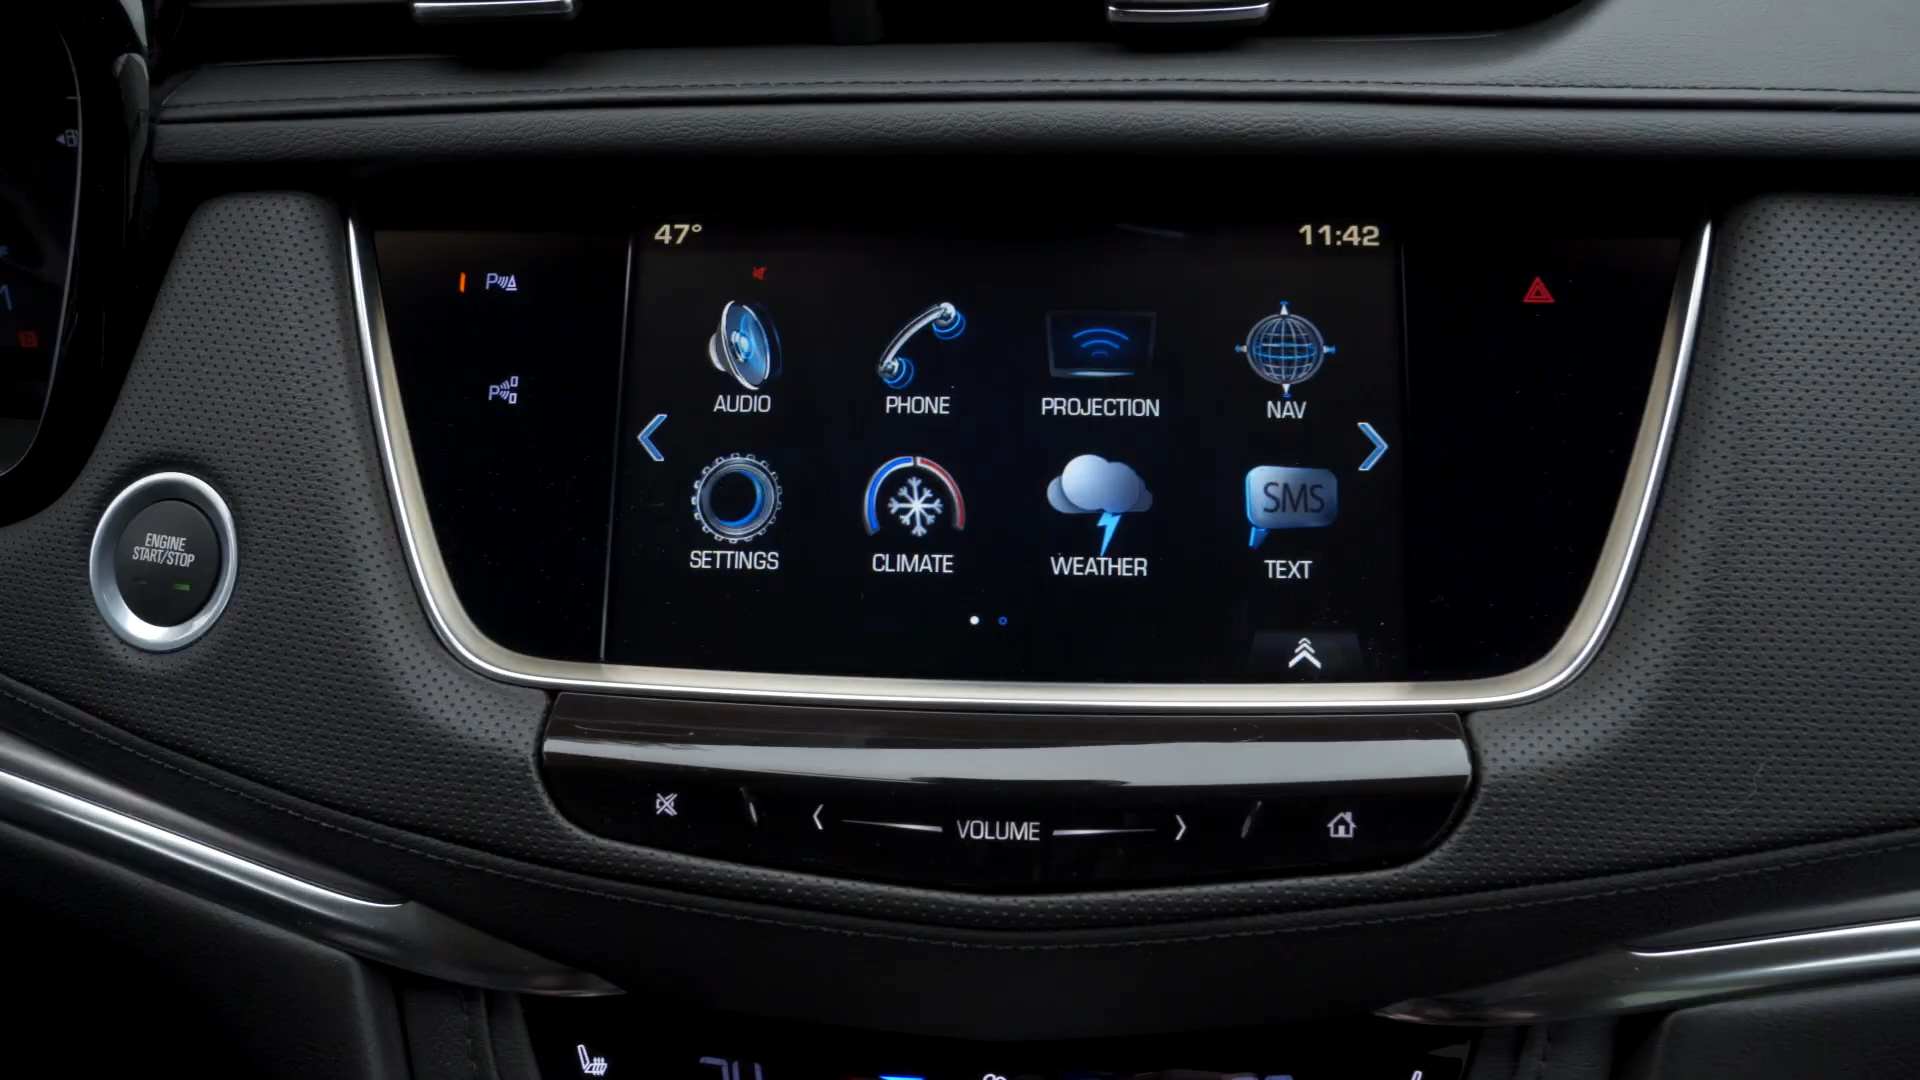 47°
11:42
P
P
AUDIO
PHONE
PROJECTION
NAV
SETTINGS
CLIMATE
WEATHER
SMS
TEXT
ENGINE
START/STOP
VOLUME